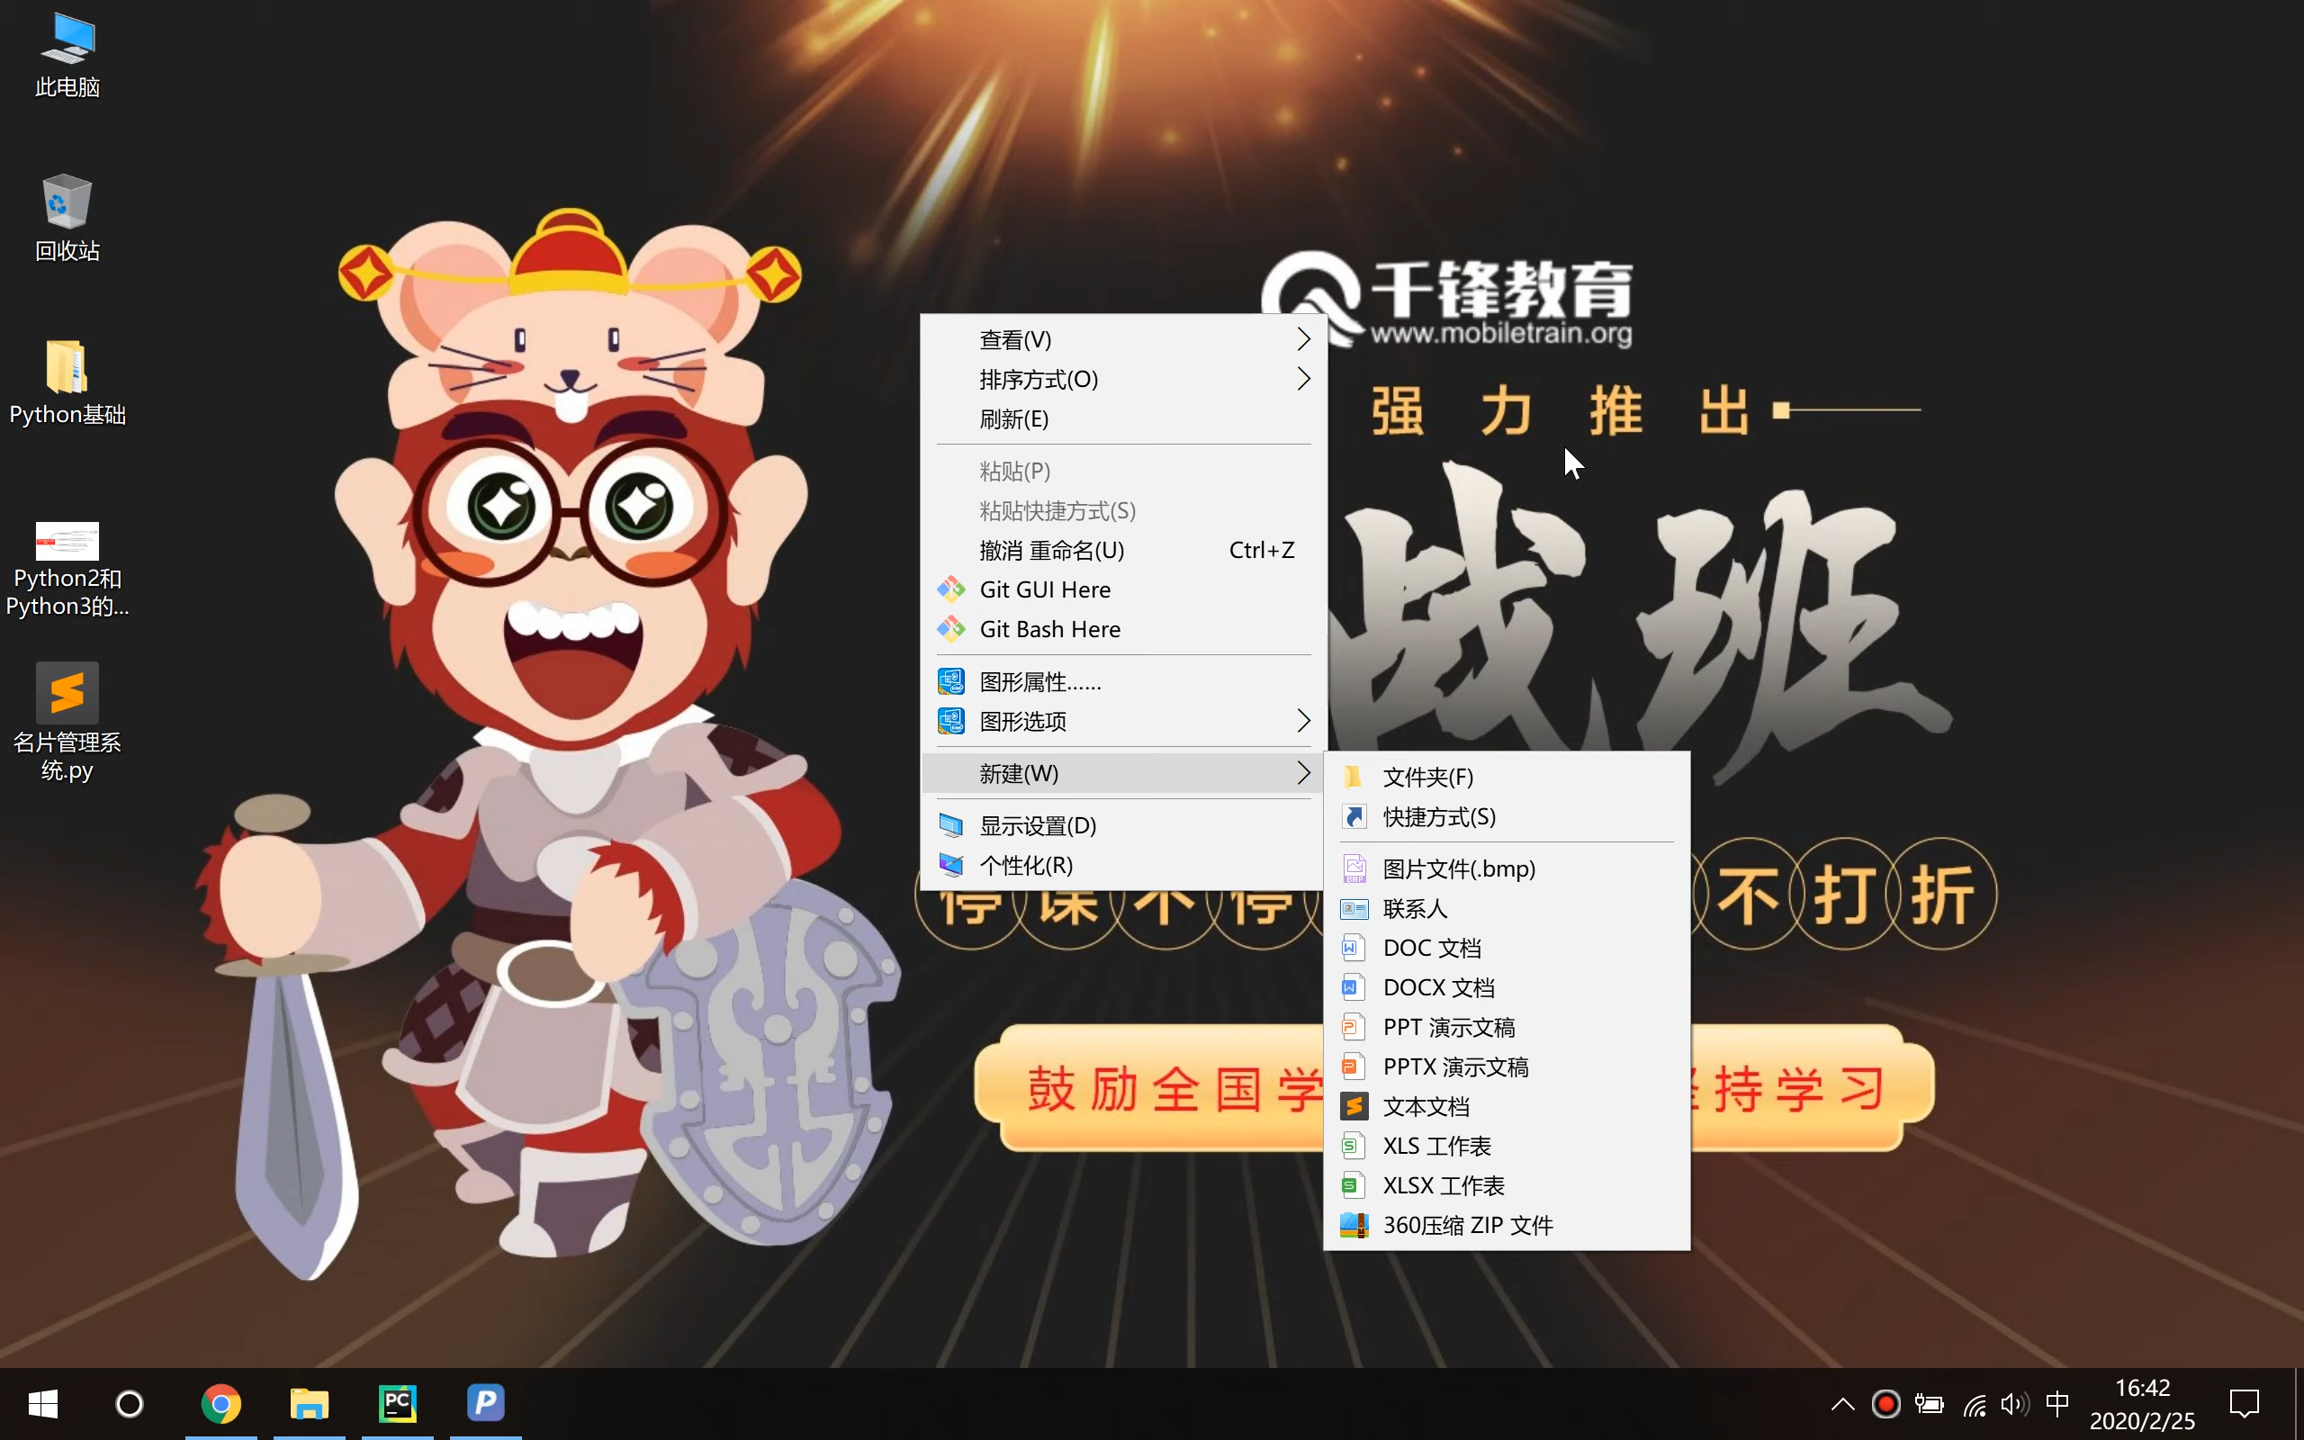 此电脑
回收站
Python基础
Python2和
Python3的...
名片管理系
统.py
千锋教育
www.mobiletrain.org
强力推出
战班
查看(V)
排序方式(O)
刷新(E)
粘贴(P)
粘贴快捷方式(S)
撤消 重命名(U) Ctrl+Z
Git GUI Here
Git Bash Here
图形属性......
图形选项
新建(W)
显示设置(D)
个性化(R)
文件夹(F)
快捷方式(S)
图片文件(.bmp)
联系人
DOC 文档
DOCX 文档
PPT 演示文稿
PPTX 演示文稿
文本文档
XLS 工作表
XLSX 工作表
360压缩 ZIP 文件
停课不停 不打折
鼓励全国学 坚持学习
中
16:42
2020/2/25